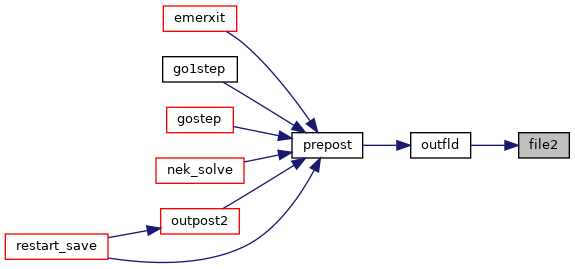 emerxit
go1step
gostep
prepost
outfld
file2
nek_solve
outpost2
restart_save